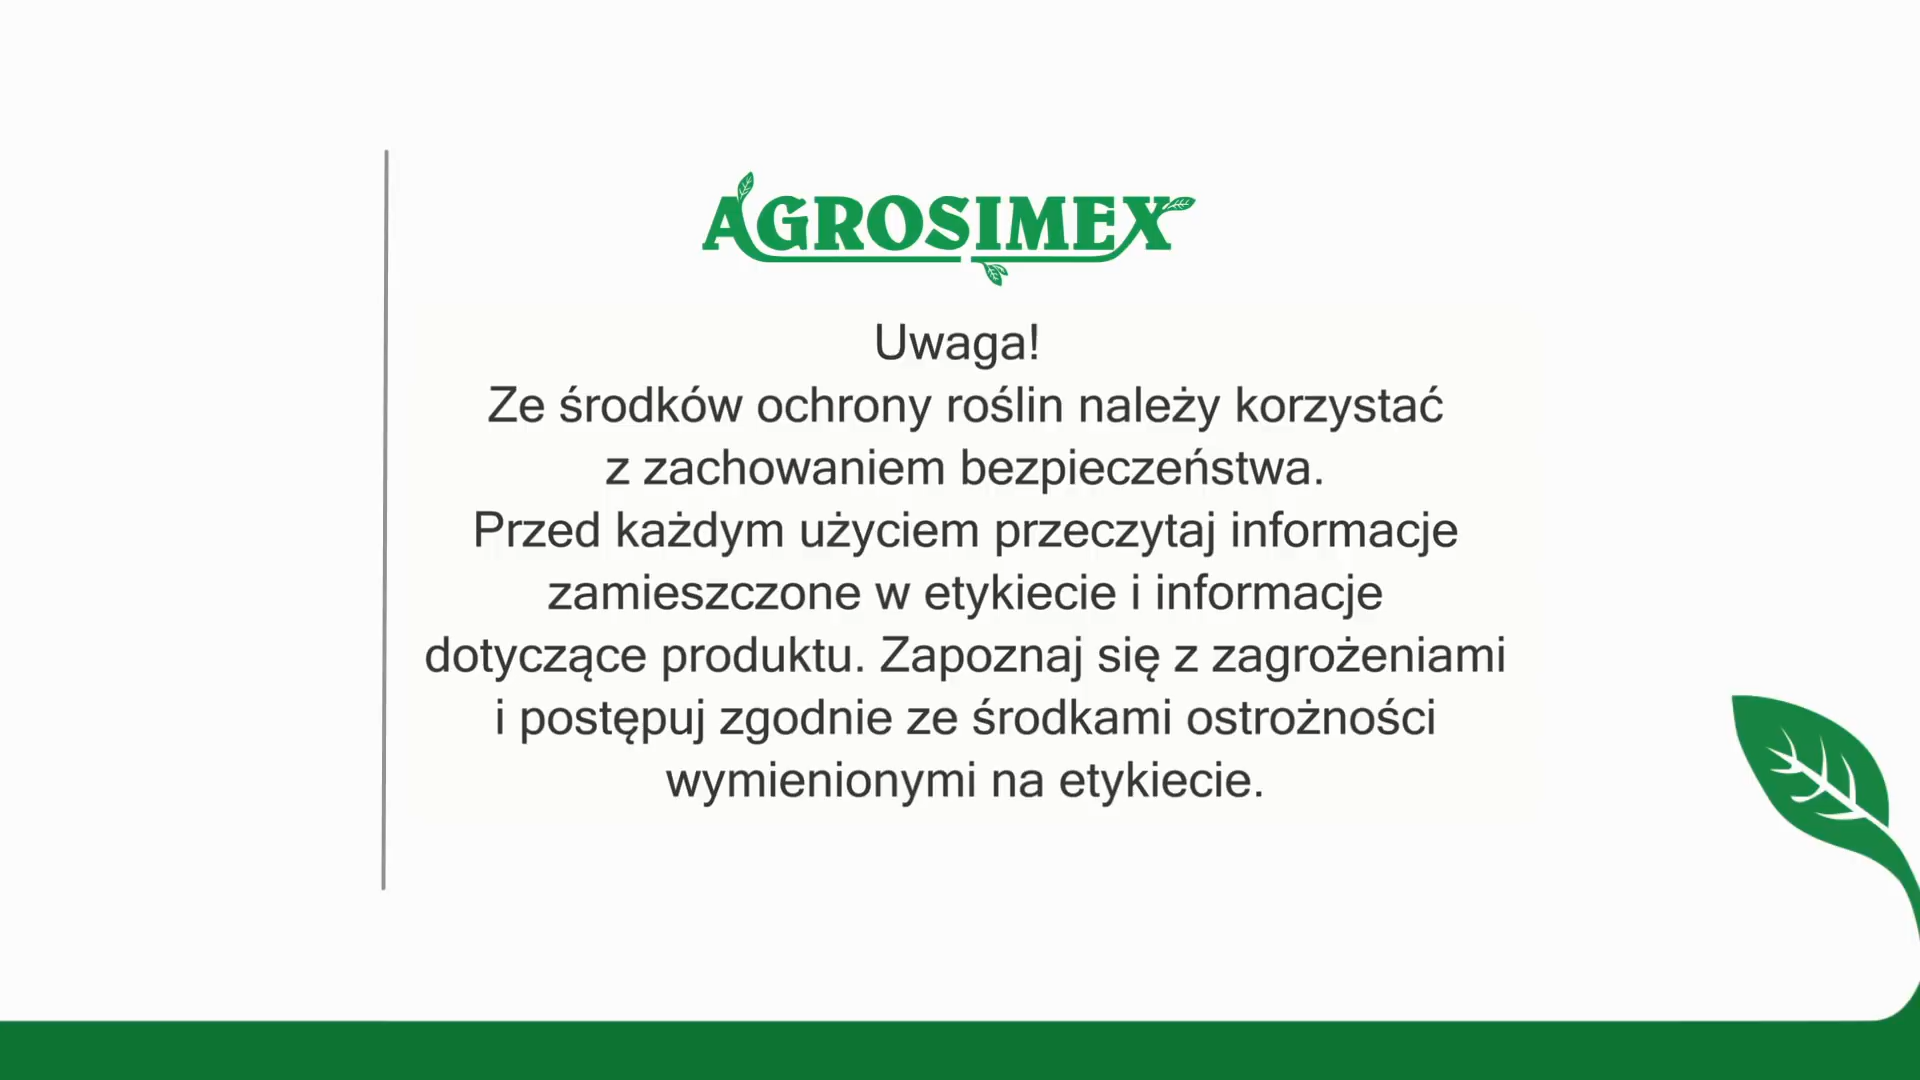 AGROSIMEX
Uwaga!
Ze środków ochrony roślin należy korzystać
z zachowaniem bezpieczeństwa.
Przed każdym użyciem przeczytaj informacje
zamieszczone w etykiecie i informacje
dotyczące produktu. Zapoznaj się z zagrożeniami
i postępuj zgodnie ze środkami ostrożności
wymienionymi na etykiecie.